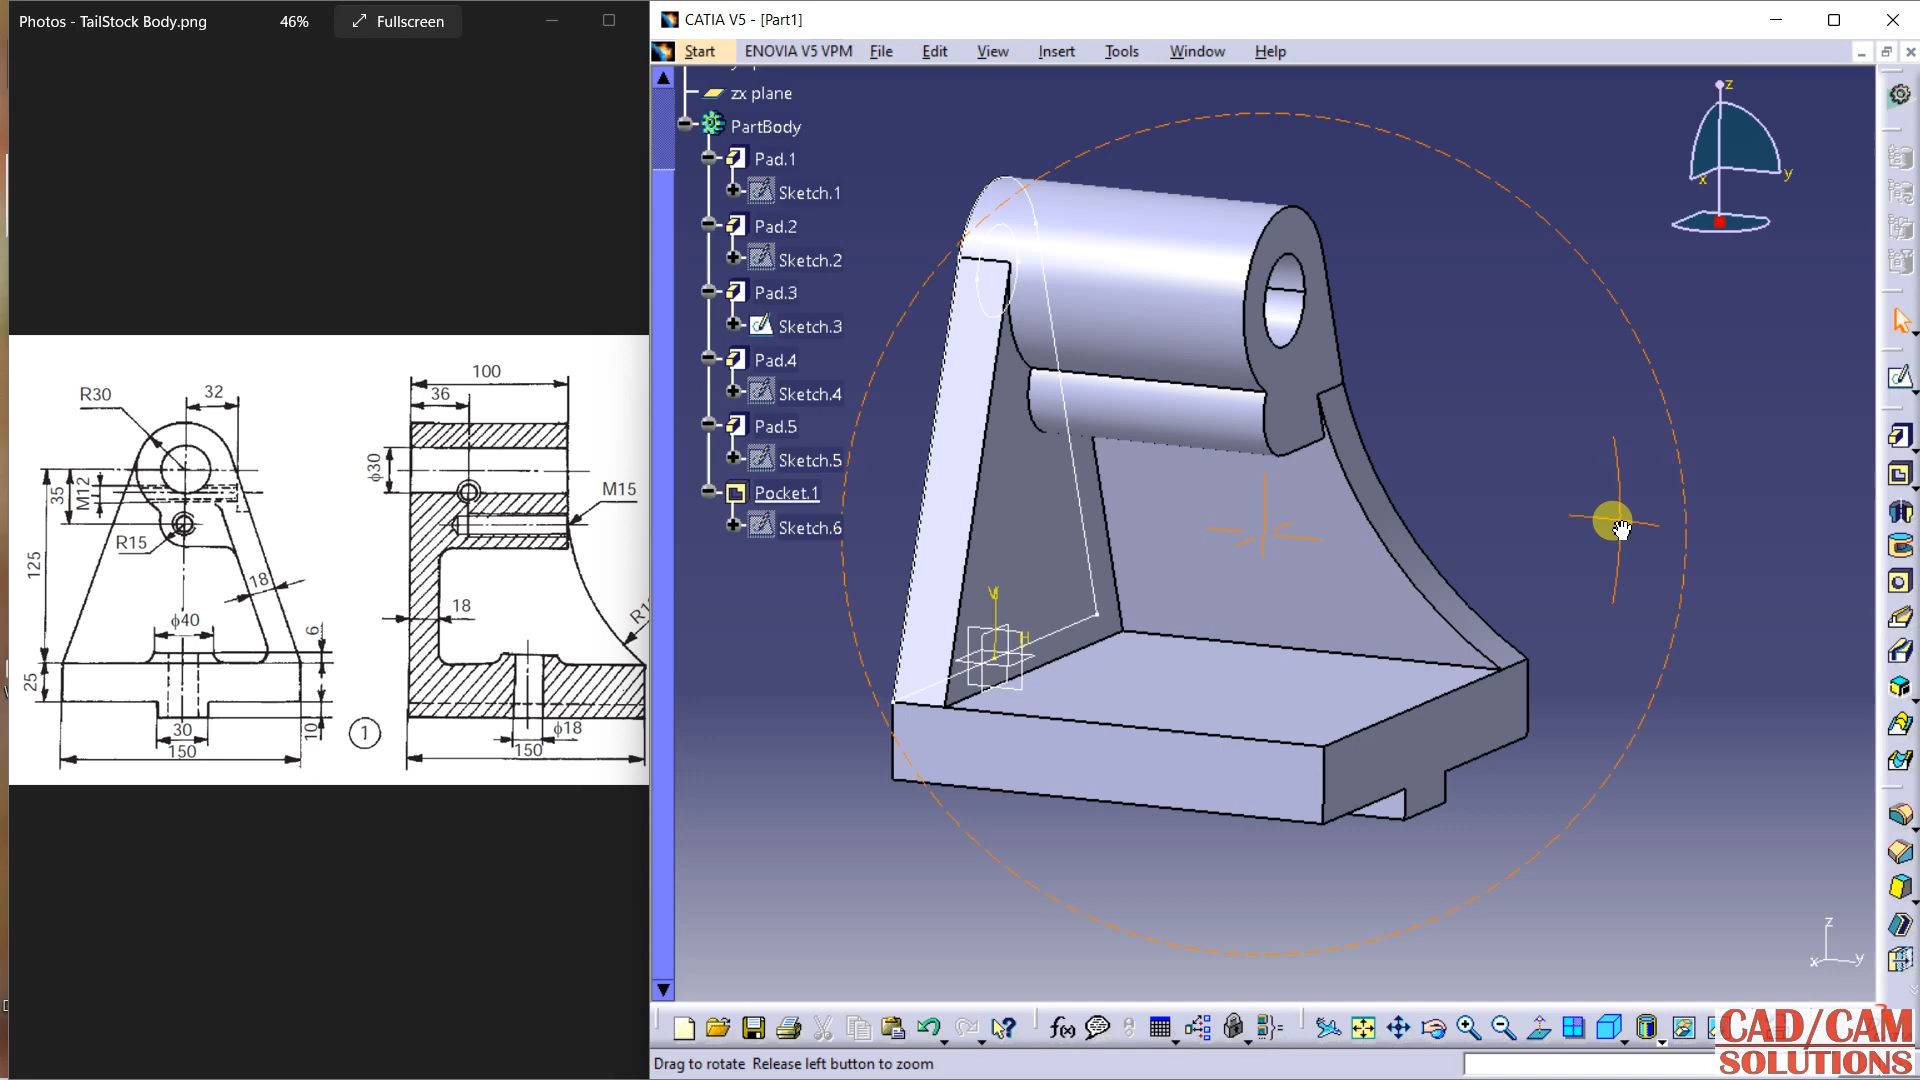 Photos - TailStock Body.png
46%
Fullscreen
CATIA V5 - [Part1]
Start
ENOVIA V5 VPM
File
Edit
View
Insert
Tools
Window
Help
zx plane
PartBody
Pad.1
Sketch.1
Pad.2
Sketch.2
Pad.3
Sketch.3
Pad.4
Sketch.4
Pad.5
Sketch.5
Pocket.1
Sketch.6
z
x
y
V
H
z
x
y
R30
32
35
M12
R15
125
18
ϕ40
6
25
30
10
150
1
100
36
ϕ30
M15
18
ϕ18
150
f(x)
Drag to rotate Release left button to zoom
CAD/CAM
SOLUTIONS